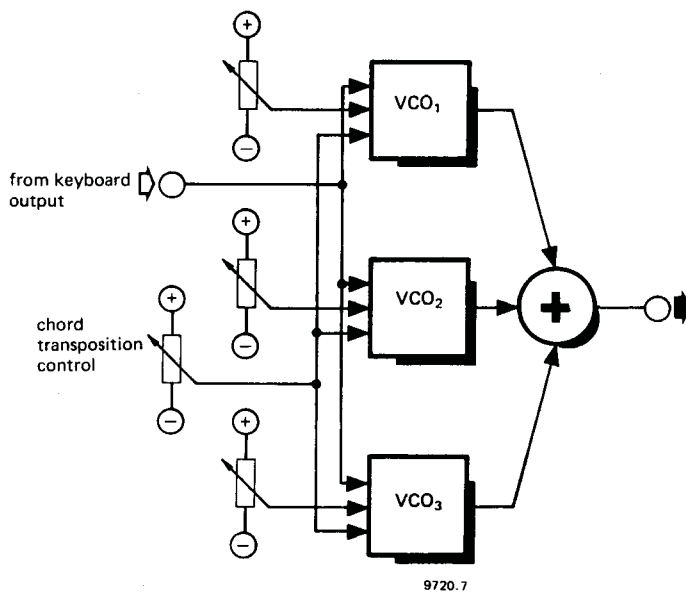 +
VCO₁
−
from keyboard
output
+
VCO₂
+
−
chord
transposition
control
+
−
+
VCO₃
−
9720.7